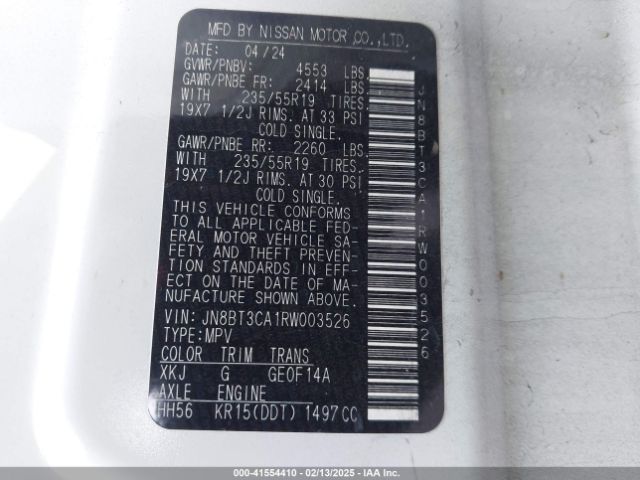 MFD BY NISSAN MOTOR CO.,LTD.
DATE: 04/24
GVWR/PNBV: 4553 LBS.
GAWR/PNBE FR: 2414 LBS.
WITH 235/55R19 TIRES.
19X7 1/2J RIMS. AT 33 PSI
COLD SINGLE.
GAWR/PNBE RR: 2260 LBS.
WITH 235/55R19 TIRES.
19X7 1/2J RIMS. AT 30 PSI
COLD SINGLE.
THIS VEHICLE CONFORMS
TO ALL APPLICABLE FED-
ERAL MOTOR VEHICLE SA-
FETY AND THEFT PREVEN-
TION STANDARDS IN EFF-
ECT ON THE DATE OF MA-
NUFACTURE SHOWN ABOVE.
VIN: JN8BT3CA1RW003526
TYPE:MPV
COLOR TRIM TRANS
XKJ G GE0F14A
AXLE ENGINE
HH56 KR15(DDT) 1497CC
JN8BT3CA1RW003526
000-41554410 - 02/13/2025 - IAA Inc.